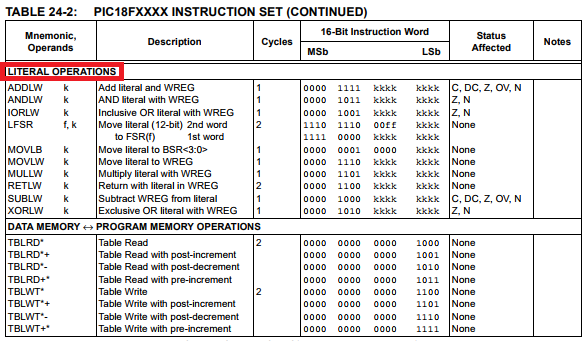 TABLE 24-2: PIC18FXXXX INSTRUCTION SET (CONTINUED)
Mnemonic, Operands Description Cycles 16-Bit Instruction Word Status Affected Notes
MSb LSb
LITERAL OPERATIONS
ADDLW k Add literal and WREG 1 0000 1111 kkkk kkkk C, DC, Z, OV, N
ANDLW k AND literal with WREG 1 0000 1011 kkkk kkkk Z, N
IORLW k Inclusive OR literal with WREG 1 0000 1001 kkkk kkkk Z, N
LFSR f, k Move literal (12-bit) 2nd word 2 1110 1110 00ff kkkk None
to FSR(f) 1st word 1111 0000 kkkk kkkk
MOVLB k Move literal to BSR<3:0> 1 0000 0001 0000 kkkk None
MOVLW k Move literal to WREG 1 0000 1110 kkkk kkkk None
MULLW k Multiply literal with WREG 1 0000 1101 kkkk kkkk None
RETLW k Return with literal in WREG 2 0000 1100 kkkk kkkk None
SUBLW k Subtract WREG from literal 1 0000 1000 kkkk kkkk C, DC, Z, OV, N
XORLW k Exclusive OR literal with WREG 1 0000 1010 kkkk kkkk Z, N
DATA MEMORY ↔ PROGRAM MEMORY OPERATIONS
TBLRD* Table Read 2 0000 0000 0000 1000 None
TBLRD*+ Table Read with post-increment 0000 0000 0000 1001 None
TBLRD*- Table Read with post-decrement 0000 0000 0000 1010 None
TBLRD+* Table Read with pre-increment 0000 0000 0000 1011 None
TBLWT* Table Write 2 0000 0000 0000 1100 None
TBLWT*+ Table Write with post-increment 0000 0000 0000 1101 None
TBLWT*- Table Write with post-decrement 0000 0000 0000 1110 None
TBLWT+* Table Write with pre-increment 0000 0000 0000 1111 None